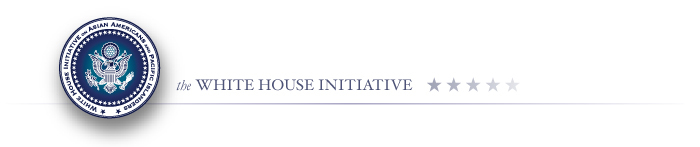 WHITE HOUSE INITIATIVE ON ASIAN AMERICANS AND PACIFIC ISLANDERS
the WHITE HOUSE INITIATIVE